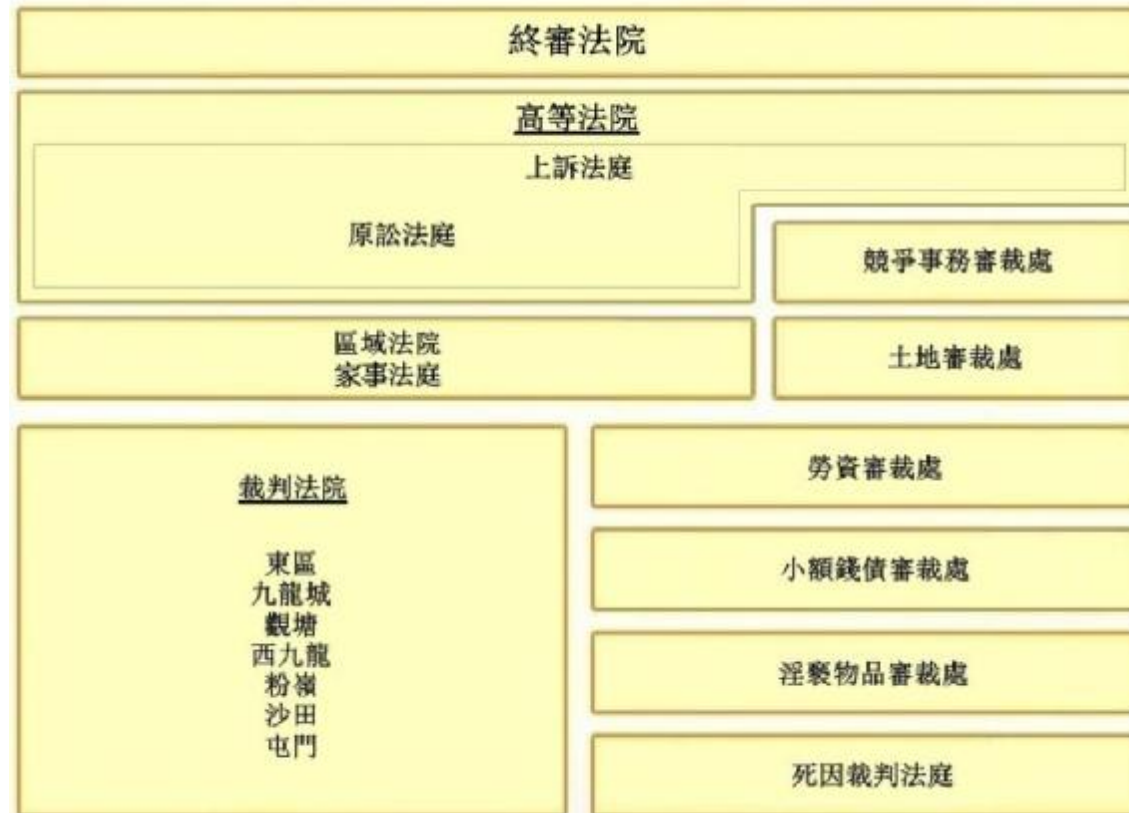 終審法院
高等法院
上訴法庭
原訟法庭
競爭事務審裁處
區域法院
家事法庭
土地審裁處
裁判法院
東區
九龍城
觀塘
西九龍
粉嶺
沙田
屯門
勞資審裁處
小額錢債審裁處
淫褻物品審裁處
死因裁判法庭